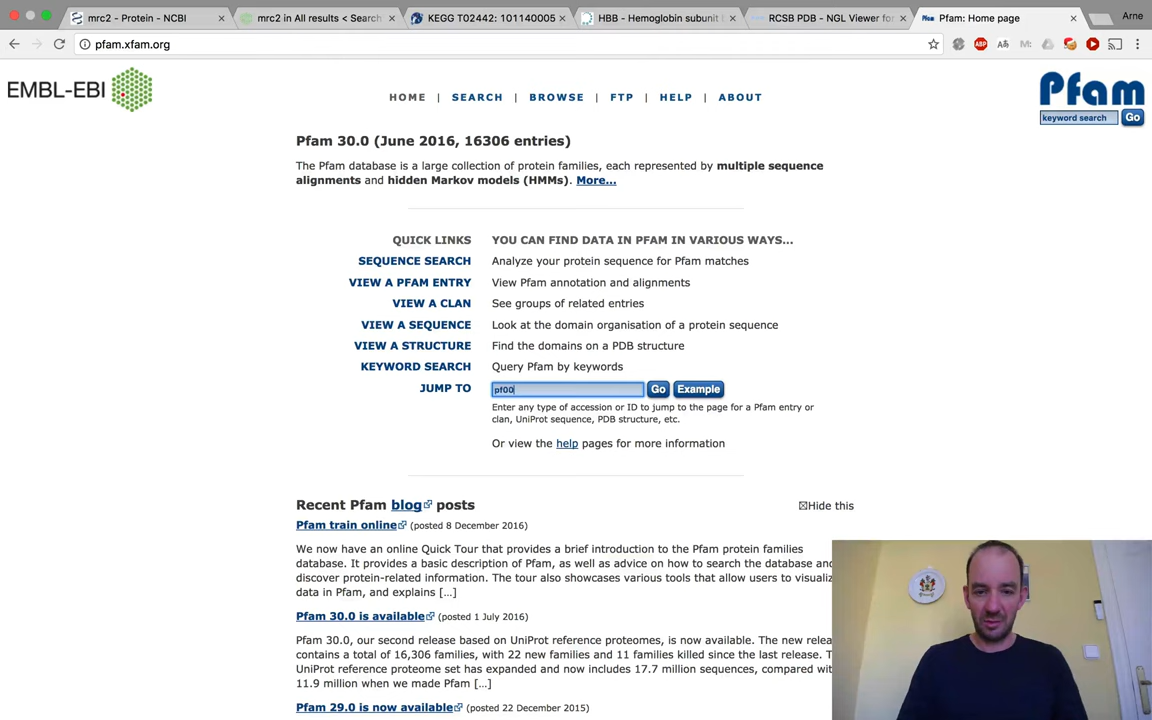 mrc2 - Protein - NCBI
mrc2 in All results < Search
KEGG T02442: 101140005
HBB - Hemoglobin subunit
RCSB PDB - NGL Viewer for
Pfam: Home page
Arne
pfam.xfam.org
EMBL-EBI
HOME | SEARCH | BROWSE | FTP | HELP | ABOUT
Pfam
keyword search Go
Pfam 30.0 (June 2016, 16306 entries)
The Pfam database is a large collection of protein families, each represented by multiple sequence
alignments and hidden Markov models (HMMs). More...
QUICK LINKS YOU CAN FIND DATA IN PFAM IN VARIOUS WAYS...
SEQUENCE SEARCH Analyze your protein sequence for Pfam matches
VIEW A PFAM ENTRY View Pfam annotation and alignments
VIEW A CLAN See groups of related entries
VIEW A SEQUENCE Look at the domain organisation of a protein sequence
VIEW A STRUCTURE Find the domains on a PDB structure
KEYWORD SEARCH Query Pfam by keywords
JUMP TO pf00 Go Example
Enter any type of accession or ID to jump to the page for a Pfam entry or
clan, UniProt sequence, PDB structure, etc.
Or view the help pages for more information
Recent Pfam blog posts
Hide this
Pfam train online (posted 8 December 2016)
We now have an online Quick Tour that provides a brief introduction to the Pfam protein families
database. It provides a basic description of Pfam, as well as advice on how to search the database and
discover protein-related information. The tour also showcases various tools that allow users to visualiz
data in Pfam, and explains […]
Pfam 30.0 is available (posted 1 July 2016)
Pfam 30.0, our second release based on UniProt reference proteomes, is now available. The new relea
contains a total of 16,306 families, with 22 new families and 11 families killed since the last release. T
UniProt reference proteome set has expanded and now includes 17.7 million sequences, compared wit
11.9 million when we made Pfam […]
Pfam 29.0 is now available (posted 22 December 2015)